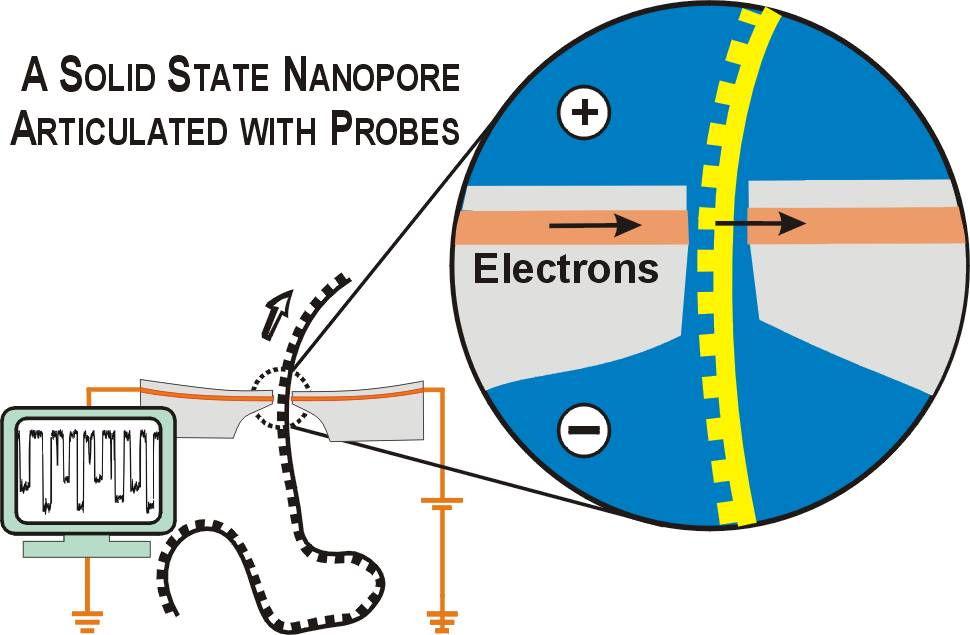 A SOLID STATE NANOPORE
ARTICULATED WITH PROBES
+
Electrons
−